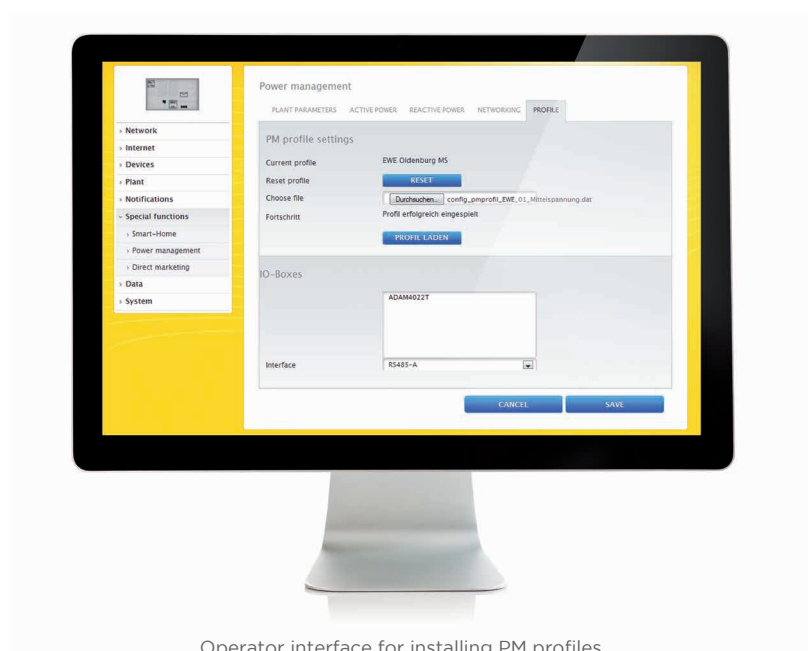 › Network
› Internet
› Devices
› Plant
› Notifications
Special functions
› Smart-Home
› Power management
› Direct marketing
› Data
› System
Power management
PLANT PARAMETERS ACTIVE POWER REACTIVE POWER NETWORKING PROFILE
PM profile settings
Current profile EWE Oldenburg MS
Reset profile RESET
Choose file Durchsuchen... config_pmprofil_EWE_01_Mittelspannung.dat
Fortschritt Profil erfolgreich eingespielt
PROFIL LADEN
IO-Boxes
ADAM4022T
Interface RS485-A
CANCEL SAVE
Operator interface for installing PM profiles